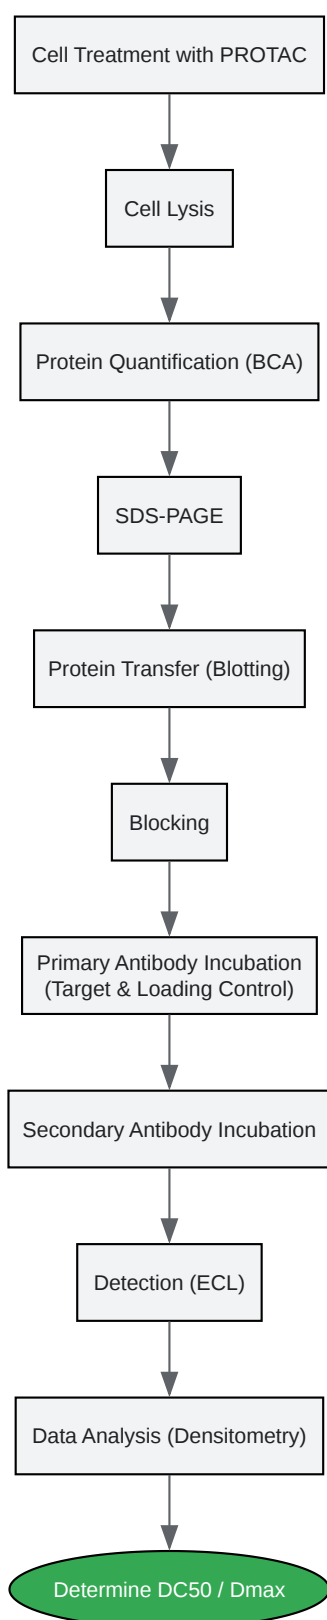 Cell Treatment with PROTAC
Cell Lysis
Protein Quantification (BCA)
SDS-PAGE
Protein Transfer (Blotting)
Blocking
Primary Antibody Incubation
(Target & Loading Control)
Secondary Antibody Incubation
Detection (ECL)
Data Analysis (Densitometry)
Determine DC50 / Dmax